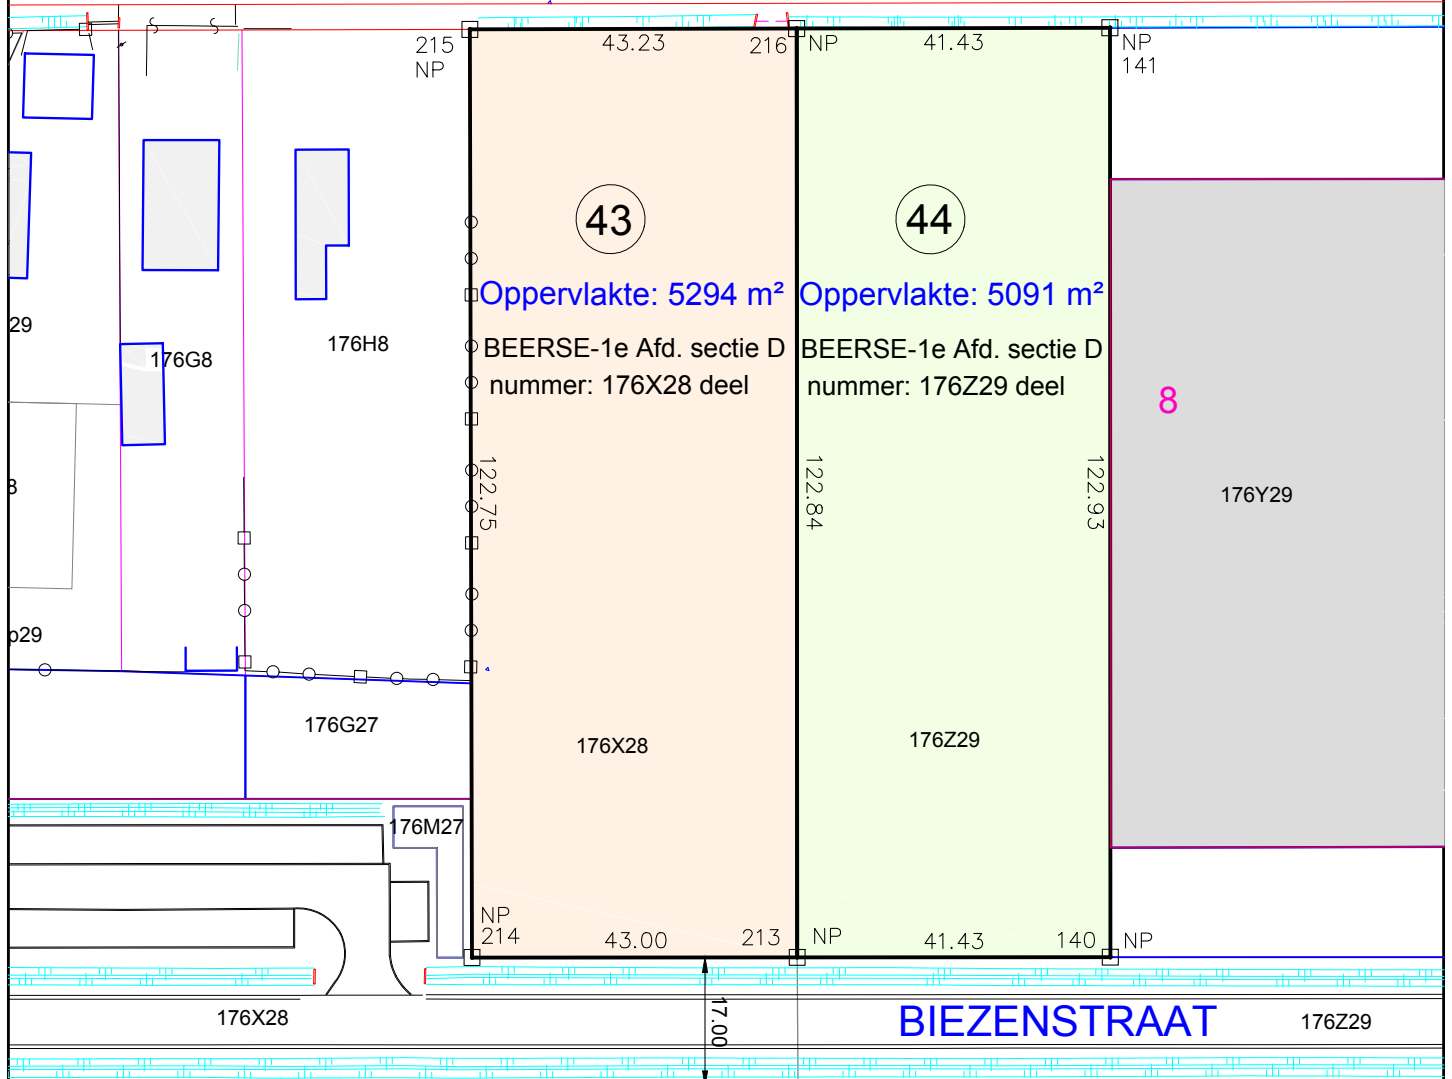 215
NP
43.23
216
NP
41.43
NP
141
43
44
Oppervlakte: 5294 m²
Oppervlakte: 5091 m²
29
176G8
176H8
BEERSE-1e Afd. sectie D
nummer: 176X28 deel
BEERSE-1e Afd. sectie D
nummer: 176Z29 deel
8
122.75
122.84
122.93
176Y29
p29
176G27
176X28
176Z29
176M27
NP
214
43.00
213
NP
41.43
140
NP
17.00
176X28
BIEZENSTRAAT
176Z29